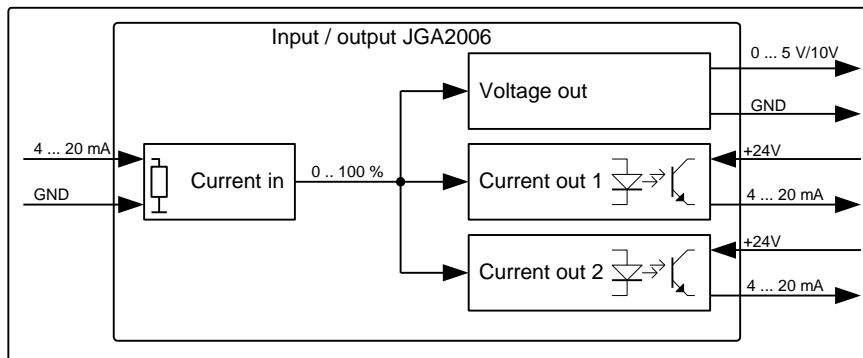 Input / output JGA2006
0 ... 5 V/10V
Voltage out
GND
4 ... 20 mA
Current in
GND
0 .. 100 %
+24V
Current out 1
4 ... 20 mA
+24V
Current out 2
4 ... 20 mA